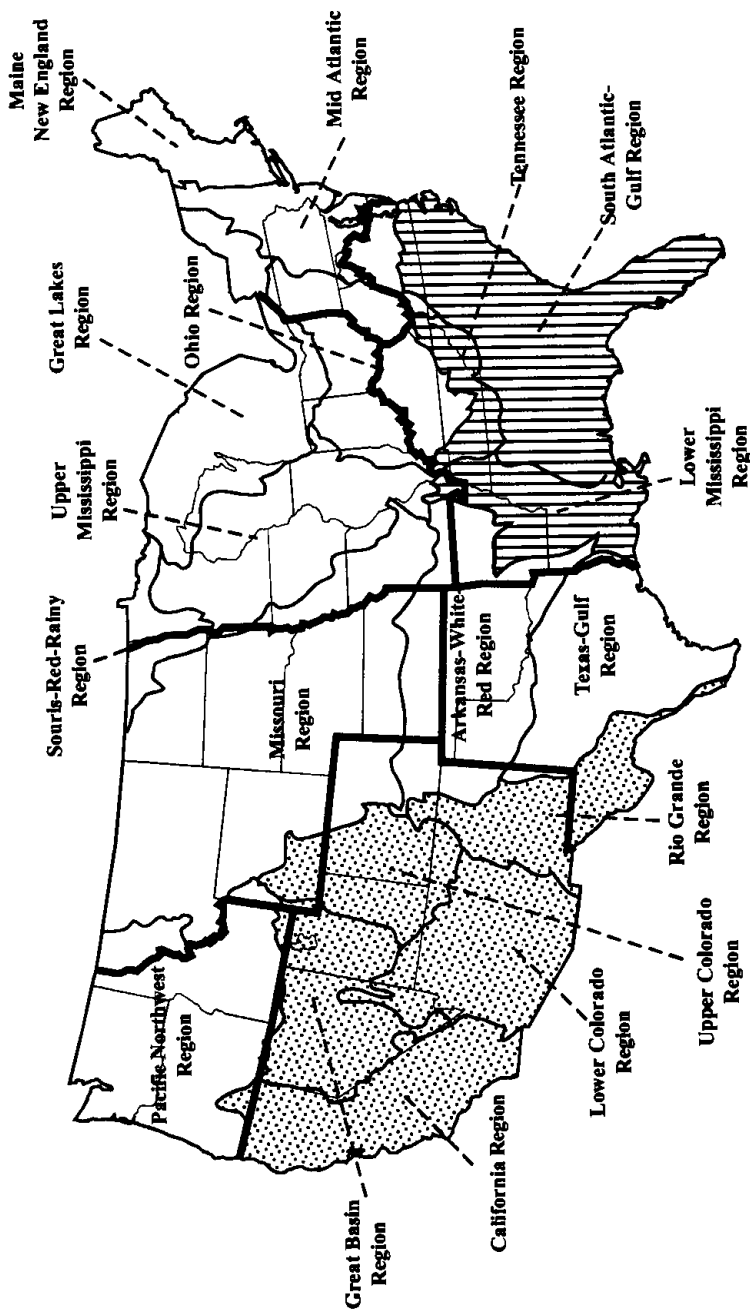 Maine
New England
Region
Mid Atlantic
Region
Tennessee Region
South Atlantic-
Gulf Region
Great Lakes
Region
Ohio Region
Upper
Mississippi
Region
Lower
Mississippi
Region
Souris-Red-Rainy
Region
Missouri
Region
Arkansas-White-
Red Region
Texas-Gulf
Region
Rio Grande
Region
Pacific Northwest
Region
Upper Colorado
Region
Lower Colorado
Region
California Region
Great Basin
Region